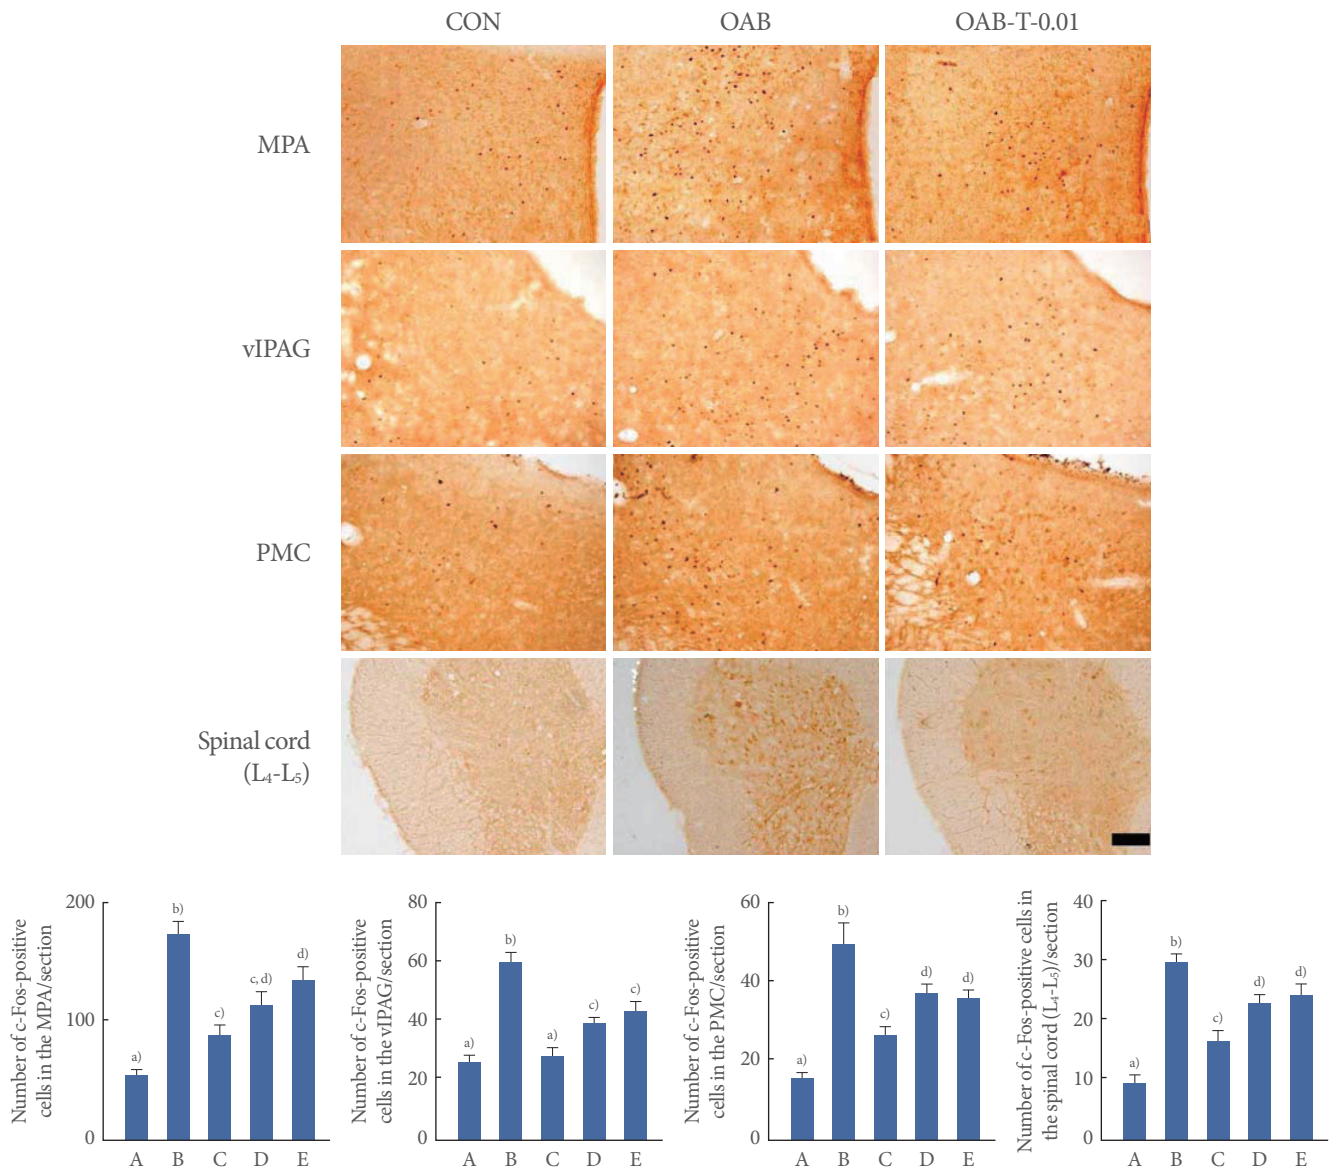 CON OAB OAB-T-0.01
MPA
vlPAG
PMC
Spinal cord
(L₄-L₅)
Number of c-Fos-positive
cells in the MPA/section
200
100
0
a)
b)
c)
c, d)
d)
A B C D E
Number of c-Fos-positive
cells in the vlPAG/section
80
60
40
20
0
a)
b)
a)
c)
c)
A B C D E
Number of c-Fos-positive
cells in the PMC/section
60
40
20
0
a)
b)
c)
d)
d)
A B C D E
Number of c-Fos-positive cells in
the spinal cord (L₄-L₅)/section
40
30
20
10
0
a)
b)
c)
d)
d)
A B C D E